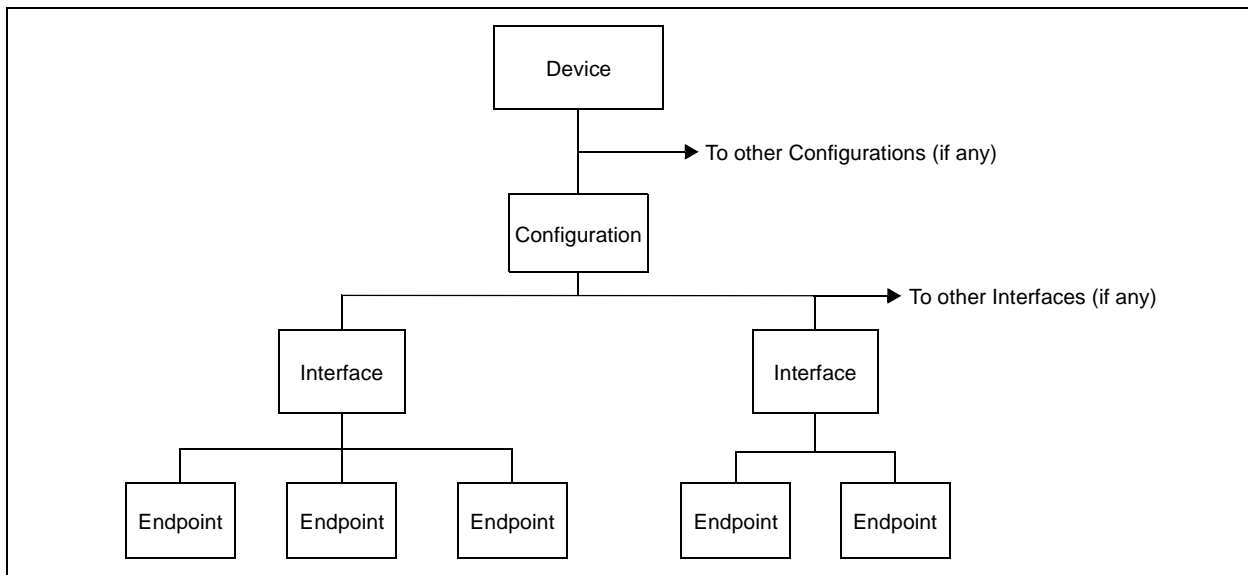 Device
To other Configurations (if any)
Configuration
To other Interfaces (if any)
Interface
Interface
Endpoint
Endpoint
Endpoint
Endpoint
Endpoint